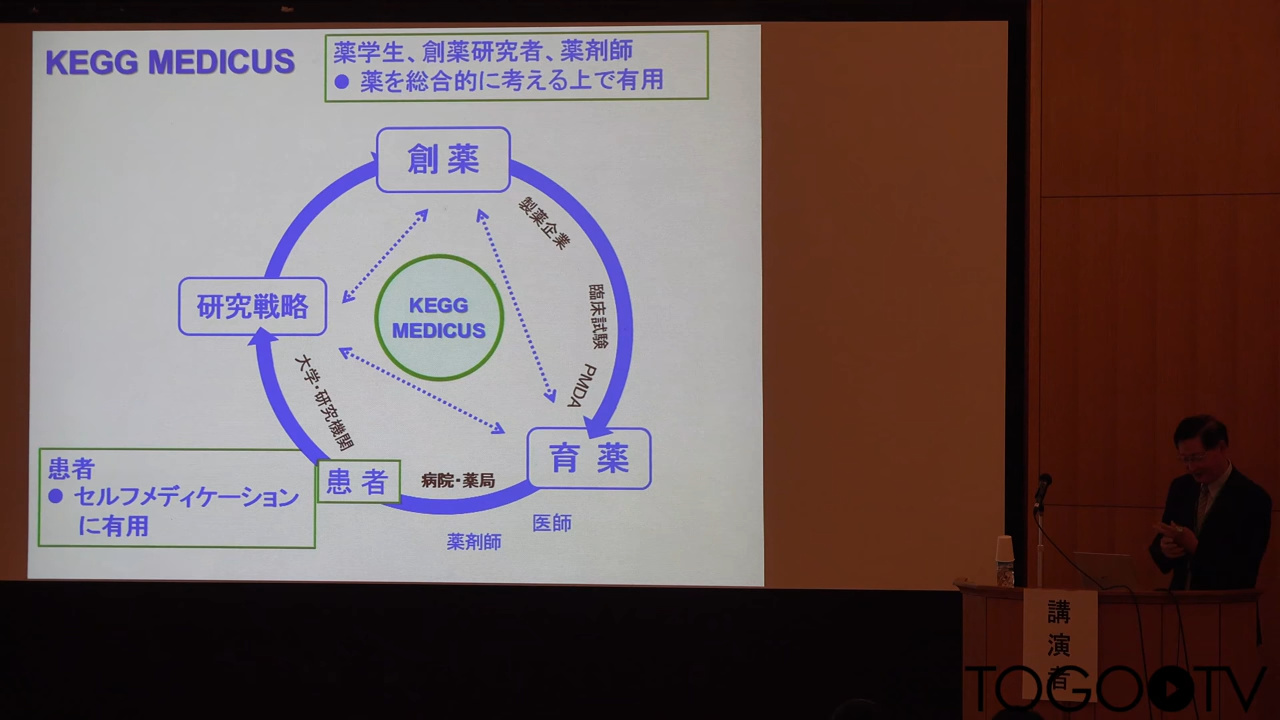 KEGG MEDICUS
薬学生、創薬研究者、薬剤師
● 薬を総合的に考える上で有用
創 薬
製薬企業
臨床試験
PMDA
研究戦略
KEGG
MEDICUS
大学・研究機関
育 薬
患者
● セルフメディケーション
に有用
患 者
病院・薬局
医師
薬剤師
講
演
者
TOGOTV